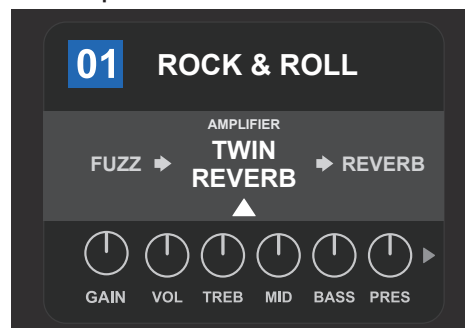 01 ROCK & ROLL
AMPLIFIER
FUZZ TWIN REVERB REVERB
GAIN VOL TREB MID BASS PRES